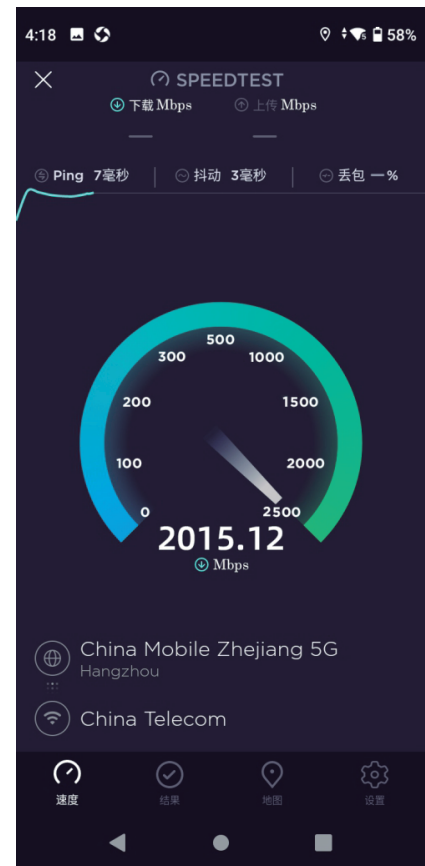 4:18 58%
SPEEDTEST
下载 Mbps 上传 Mbps
— —
Ping 7毫秒 抖动 3毫秒 丢包 一%
500
300 1000
200 1500
100 2000
0 2500
2015.12
Mbps
China Mobile Zhejiang 5G
Hangzhou
China Telecom
速度 结果 地图 设置